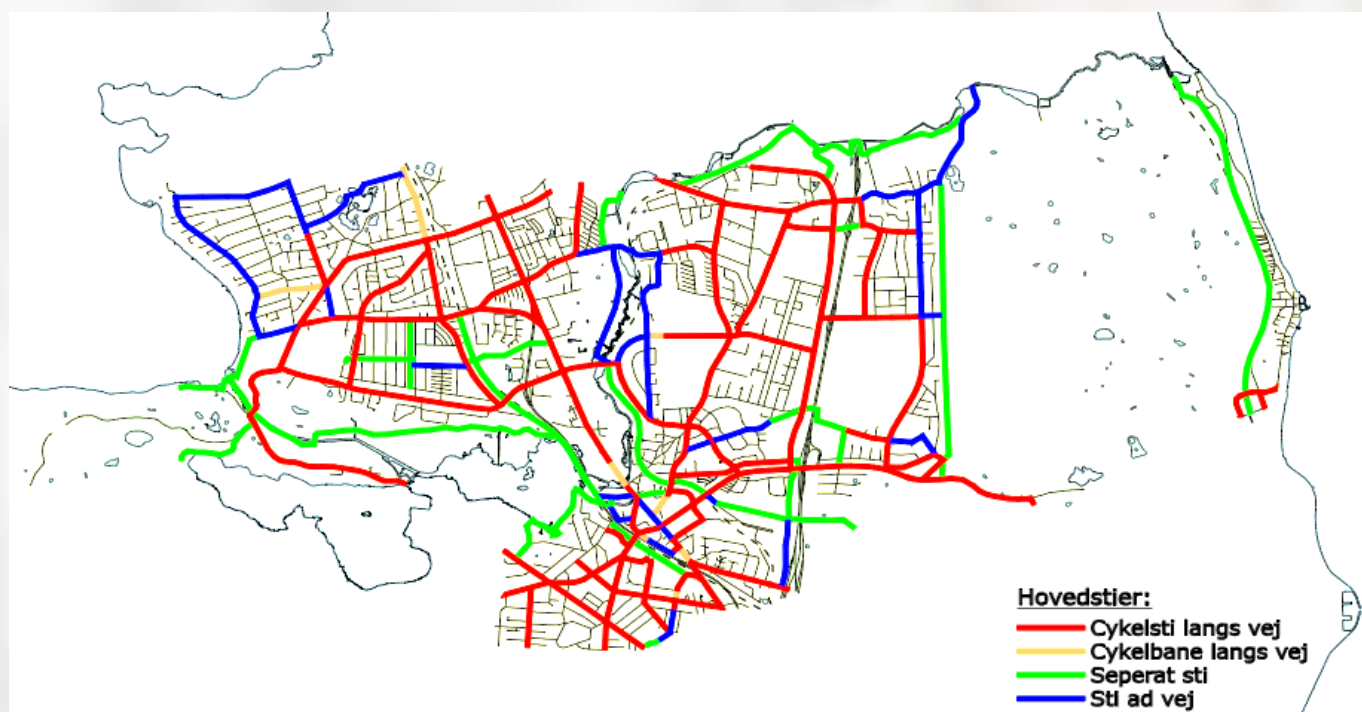 Hovedstier:
Cykelsti langs vej
Cykelbane langs vej
Seperat sti
Sti ad vej